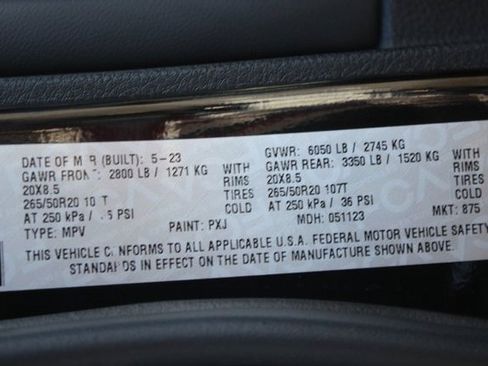 DATE OF M R (BUILT): 5-23 GVWR: 6050 LB / 2745 KG
GAWR FRON : 2800 LB / 1271 KG WITH GAWR REAR: 3350 LB / 1520 KG WITH
20X8.5 RIMS 20X8.5 RIMS
265/50R20 10 T TIRES 265/50R20 107T TIRES
AT 250 kPa / 6 PSI COLD AT 250 kPa / 36 PSI COLD
TYPE: MPV PAINT: PXJ MDH: 051123 MKT: 875
THIS VEHICLE C NFORMS TO ALL APPLICABLE U.S.A. FEDERAL MOTOR VEHICLE SAFETY
STANDA DS IN EFFECT ON THE DATE OF MANUFACTURE SHOWN ABOVE.